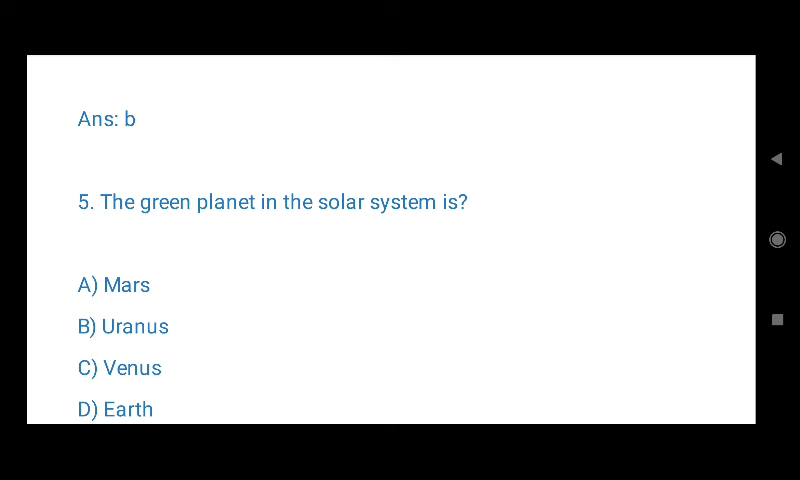 Ans: b
5. The green planet in the solar system is?
A) Mars
B) Uranus
C) Venus
D) Earth